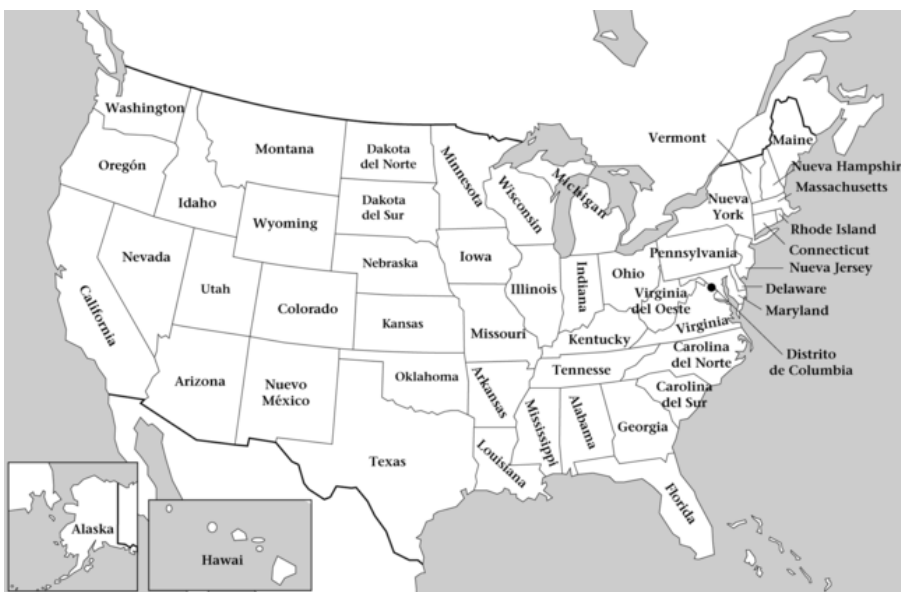 Washington
Montana
Dakota
del Norte
Minnesota
Vermont
Maine
Oregón
Idaho
Wyoming
Dakota
del Sur
Wisconsin
Michigan
Nueva Hampshir
Massachusetts
Nueva
York
Rhode Island
Connecticut
Nueva Jersey
Nevada
Utah
Colorado
Nebraska
Iowa
Illinois
Indiana
Ohio
Pennsylvania
Delaware
Maryland
California
Kansas
Missouri
Kentucky
Virginia
del Oeste
Virginia
Distrito
de Columbia
Arizona
Nuevo
México
Oklahoma
Arkansas
Tennesse
Carolina
del Norte
Carolina
del Sur
Texas
Louisiana
Mississippi
Alabama
Georgia
Florida
Alaska
Hawai